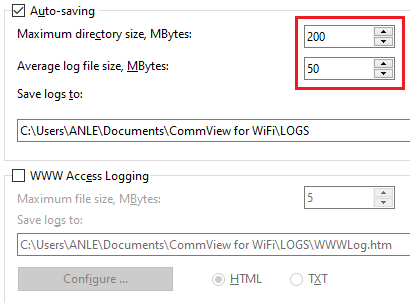 Auto-saving
Maximum directory size, MBytes:
200
Average log file size, MBytes:
50
Save logs to:
C:\Users\ANLE\Documents\CommView for WiFi\LOGS
WWW Access Logging
Maximum file size, MBytes:
5
Save logs to:
C:\Users\ANLE\Documents\CommView for WiFi\LOGS\WWWLog.htm
Configure ...
HTML
TXT